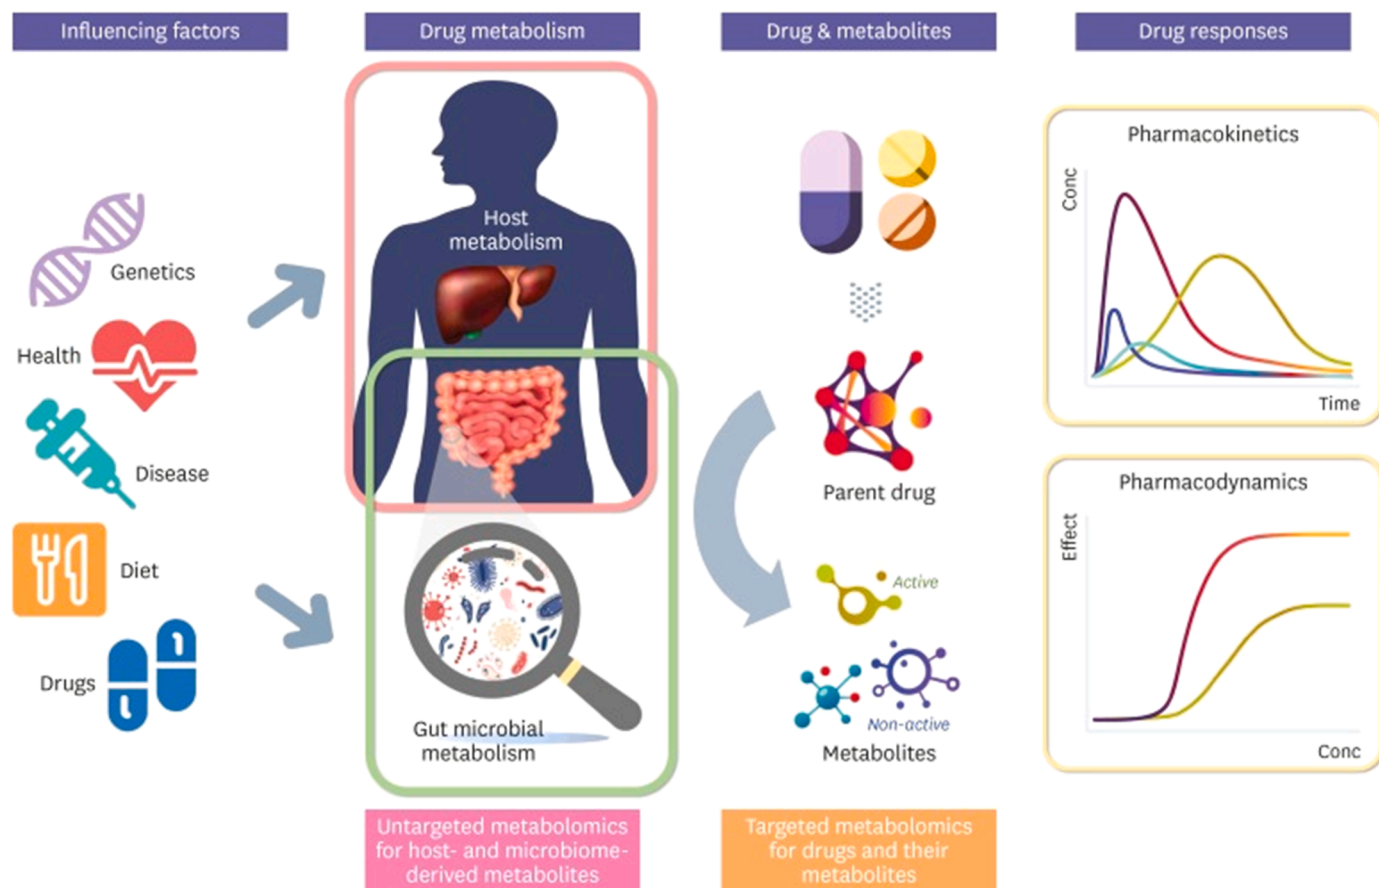 Influencing factors
Drug metabolism
Drug & metabolites
Drug responses
Genetics
Health
Disease
Diet
Drugs
Host
metabolism
Gut microbial
metabolism
Untargeted metabolomics
for host- and microbiome-
derived metabolites
Parent drug
Active
Non-active
Metabolites
Targeted metabolomics
for drugs and their
metabolites
Pharmacokinetics
Conc
Time
Pharmacodynamics
Effect
Conc